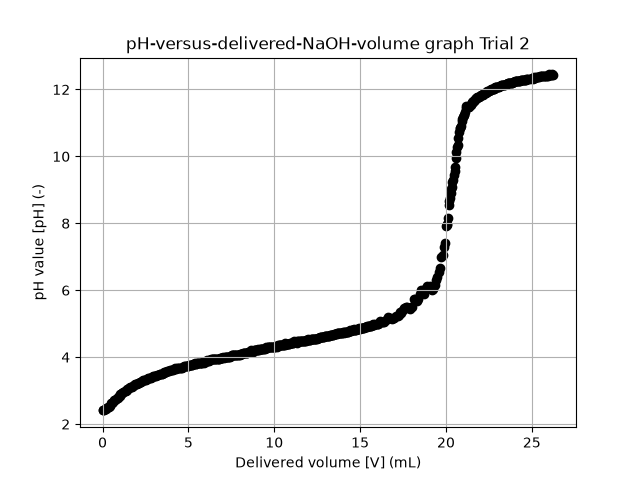 pH-versus-delivered-NaOH-volume graph Trial 2
12
10
8
6
4
2
pH value [pH] (-)
0 5 10 15 20 25
Delivered volume [V] (mL)